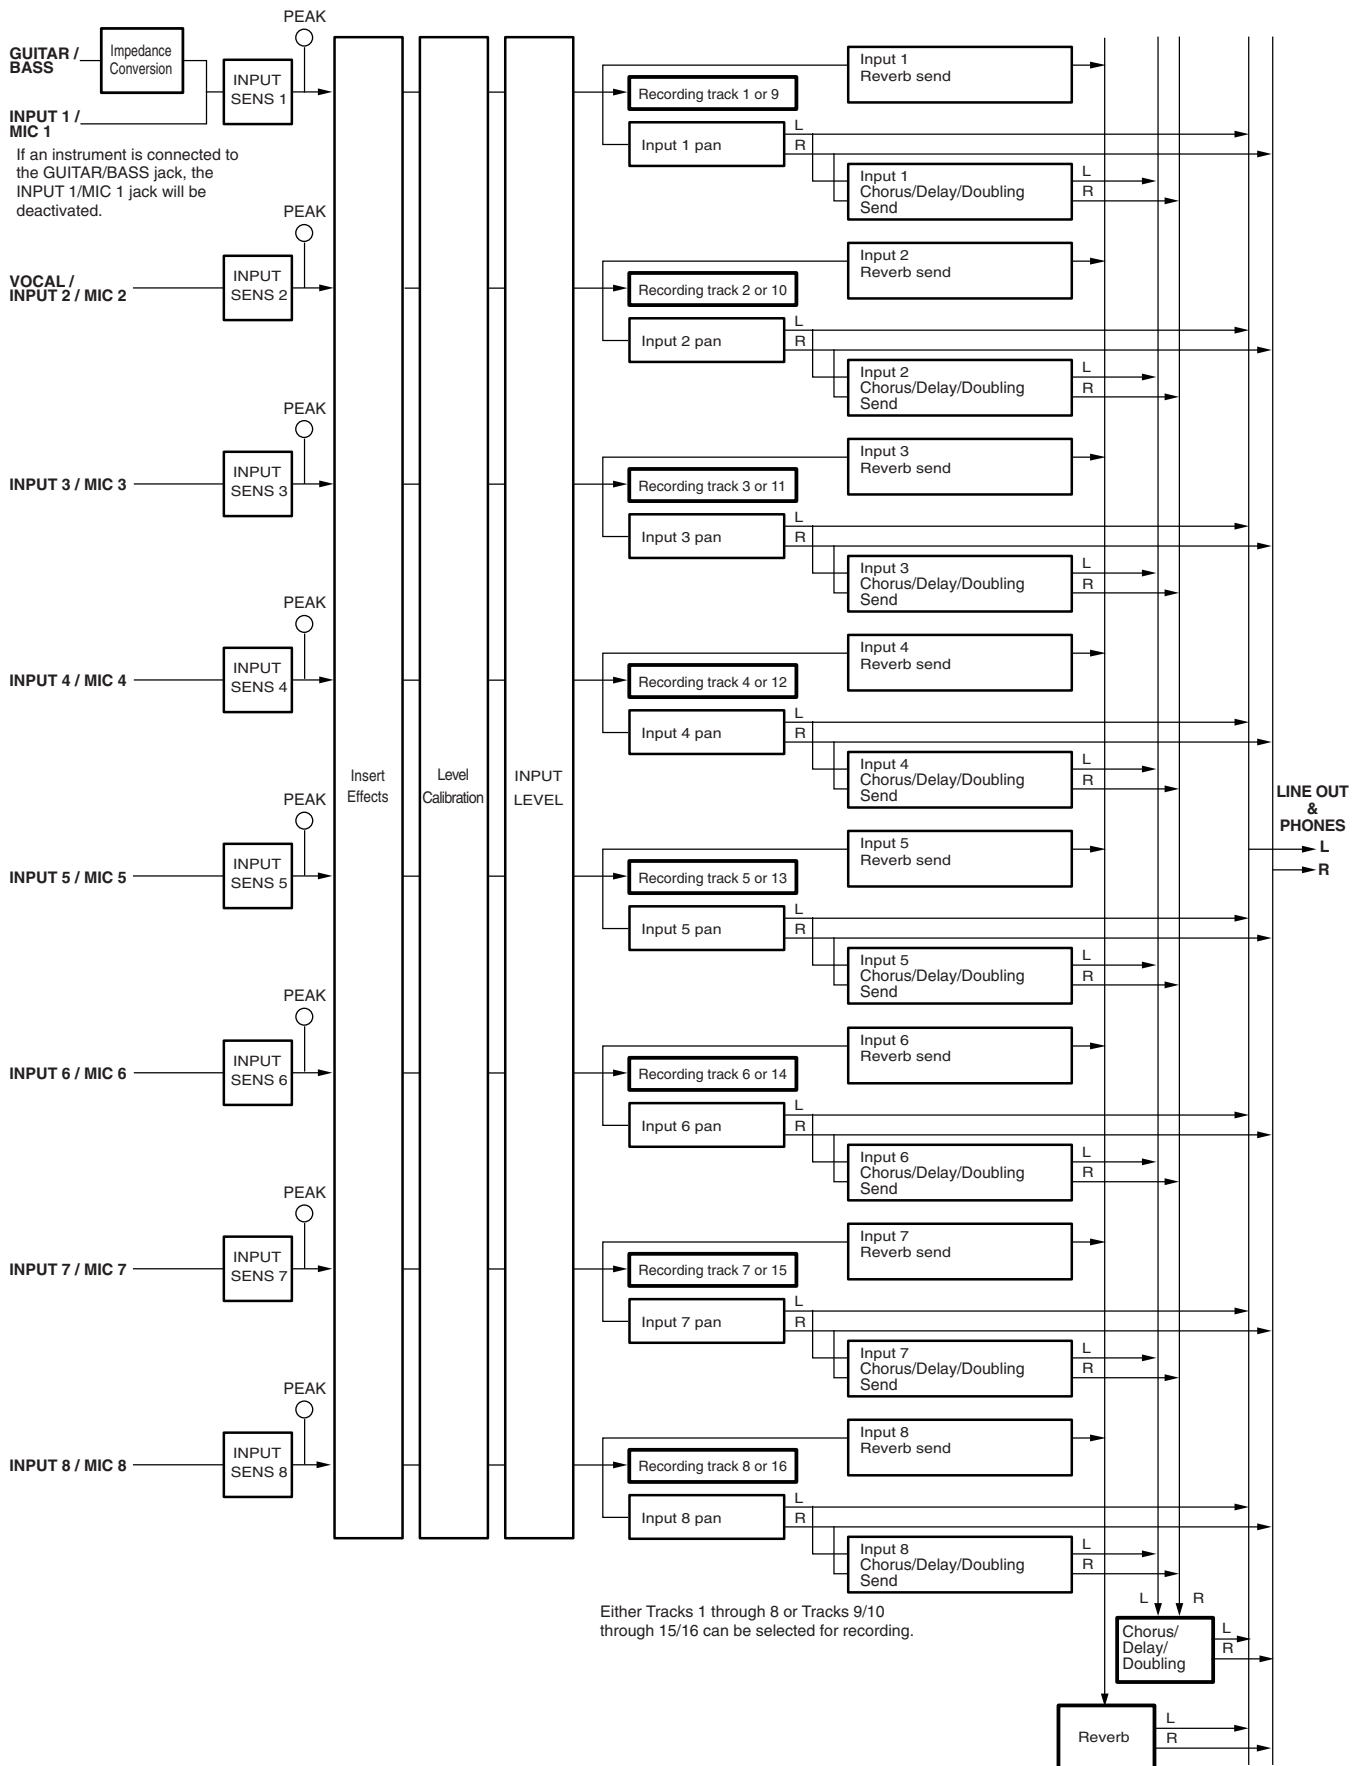 PEAK
GUITAR /
BASS
Impedance
Conversion
INPUT
SENS 1
INPUT 1 /
MIC 1
If an instrument is connected to
the GUITAR/BASS jack, the
INPUT 1/MIC 1 jack will be
deactivated.
Input 1
Reverb send
Recording track 1 or 9
Input 1 pan
L
R
Input 1
Chorus/Delay/Doubling
Send
L
R
PEAK
VOCAL /
INPUT 2 / MIC 2
INPUT
SENS 2
Input 2
Reverb send
Recording track 2 or 10
Input 2 pan
L
R
Input 2
Chorus/Delay/Doubling
Send
L
R
PEAK
INPUT 3 / MIC 3
INPUT
SENS 3
Input 3
Reverb send
Recording track 3 or 11
Input 3 pan
L
R
Input 3
Chorus/Delay/Doubling
Send
L
R
PEAK
INPUT 4 / MIC 4
INPUT
SENS 4
Input 4
Reverb send
Recording track 4 or 12
Input 4 pan
L
R
Input 4
Chorus/Delay/Doubling
Send
L
R
Insert
Effects
Level
Calibration
INPUT
LEVEL
LINE OUT
&
PHONES
L
R
PEAK
INPUT 5 / MIC 5
INPUT
SENS 5
Input 5
Reverb send
Recording track 5 or 13
Input 5 pan
L
R
Input 5
Chorus/Delay/Doubling
Send
L
R
PEAK
INPUT 6 / MIC 6
INPUT
SENS 6
Input 6
Reverb send
Recording track 6 or 14
Input 6 pan
L
R
Input 6
Chorus/Delay/Doubling
Send
L
R
PEAK
INPUT 7 / MIC 7
INPUT
SENS 7
Input 7
Reverb send
Recording track 7 or 15
Input 7 pan
L
R
Input 7
Chorus/Delay/Doubling
Send
L
R
PEAK
INPUT 8 / MIC 8
INPUT
SENS 8
Input 8
Reverb send
Recording track 8 or 16
Input 8 pan
L
R
Input 8
Chorus/Delay/Doubling
Send
L
R
Either Tracks 1 through 8 or Tracks 9/10
through 15/16 can be selected for recording.
L
R
Chorus/
Delay/
Doubling
L
R
Reverb
L
R